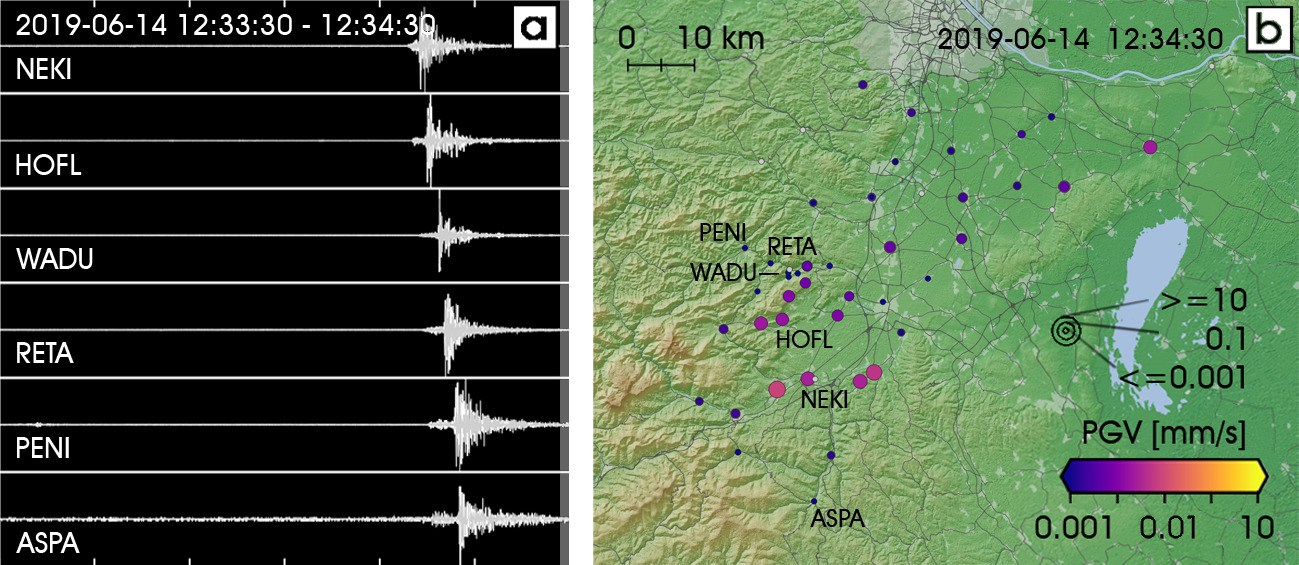 2019-06-14 12:33:30 - 12:34:30
a
NEKI
HOFL
WADU
RETA
PENI
ASPA
0 10 km
2019-06-14 12:34:30
b
PENI
RETA
WADU
HOFL
NEKI
ASPA
>=10
0.1
<=0.001
PGV [mm/s]
0.001 0.01 10